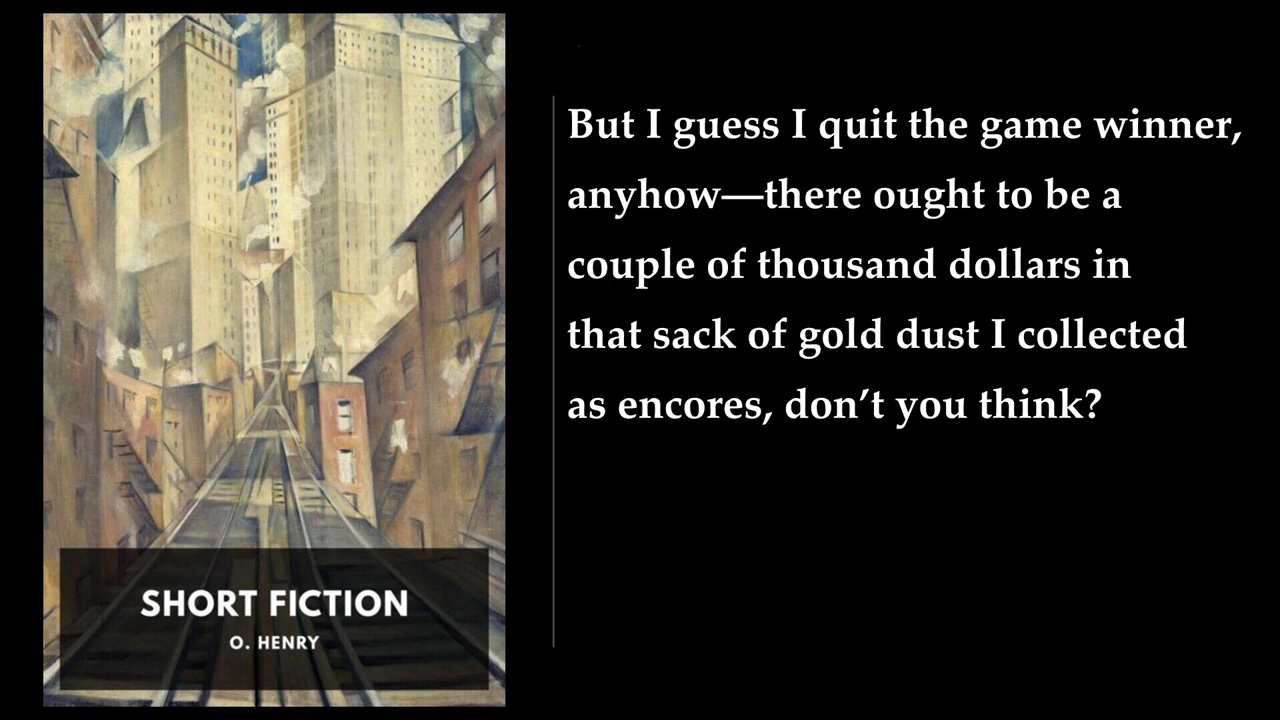 SHORT FICTION
O. HENRY
But I guess I quit the game winner,
anyhow—there ought to be a
couple of thousand dollars in
that sack of gold dust I collected
as encores, don’t you think?